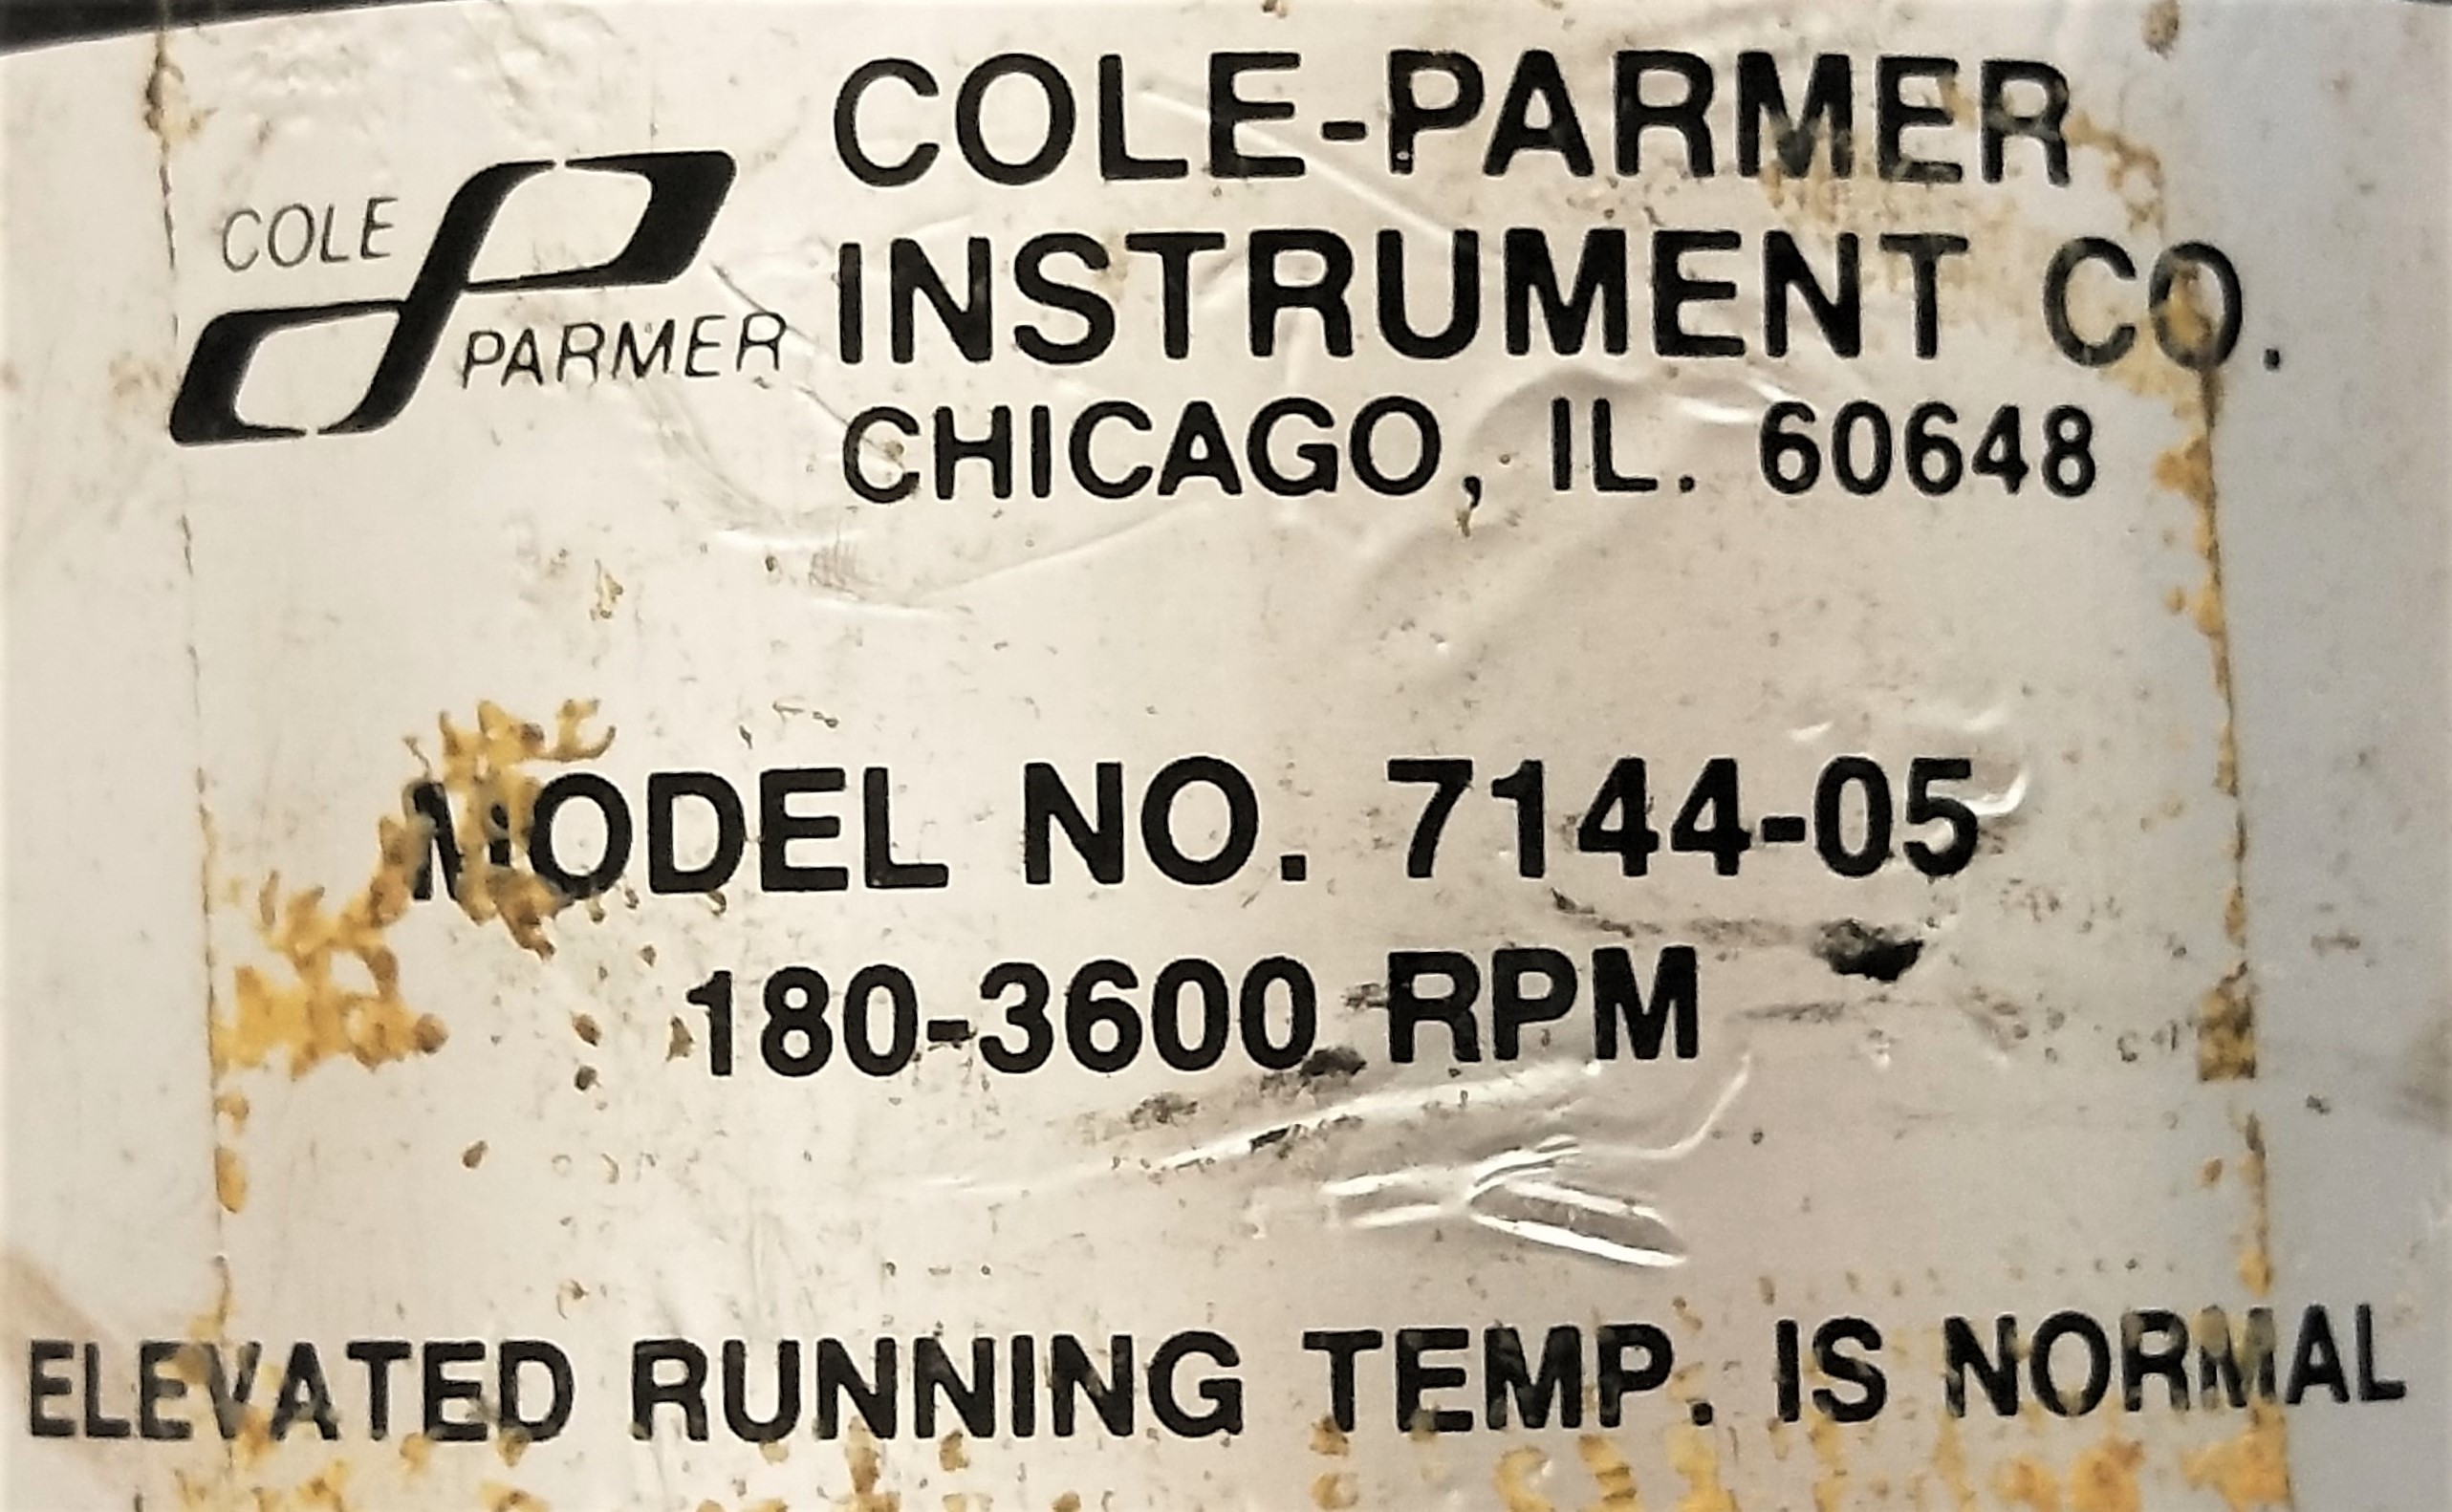 COLE
PARMER
COLE-PARMER
INSTRUMENT CO.
CHICAGO, IL. 60648
MODEL NO. 7144-05
180-3600 RPM
ELEVATED RUNNING TEMP. IS NORMAL